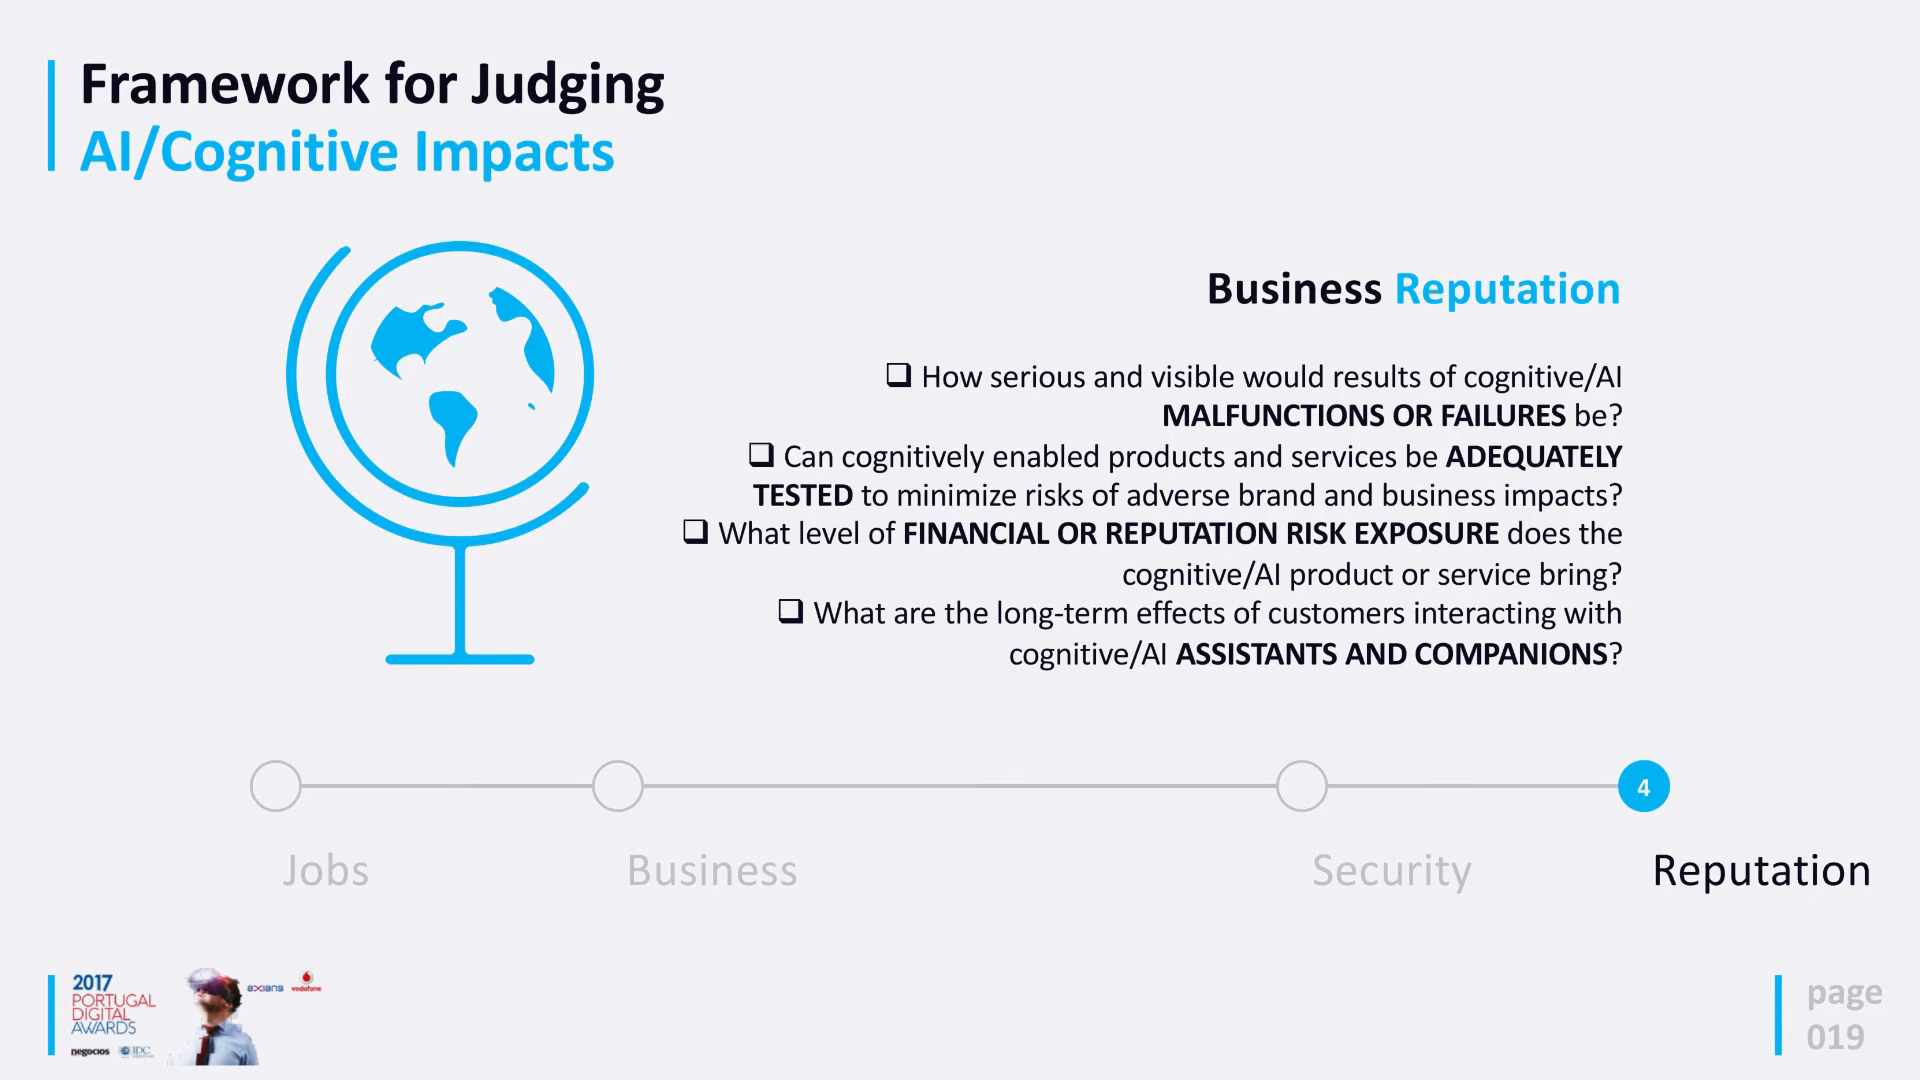 Framework for Judging
AI/Cognitive Impacts
Business Reputation
❑ How serious and visible would results of cognitive/AI
MALFUNCTIONS OR FAILURES be?
❑ Can cognitively enabled products and services be ADEQUATELY
TESTED to minimize risks of adverse brand and business impacts?
❑ What level of FINANCIAL OR REPUTATION RISK EXPOSURE does the
cognitive/AI product or service bring?
❑ What are the long-term effects of customers interacting with
cognitive/AI ASSISTANTS AND COMPANIONS?
4
Jobs
Business
Security
Reputation
2017
PORTUGAL
DIGITAL
AWARDS
negocios
IDC
axians
vodafone
page
019